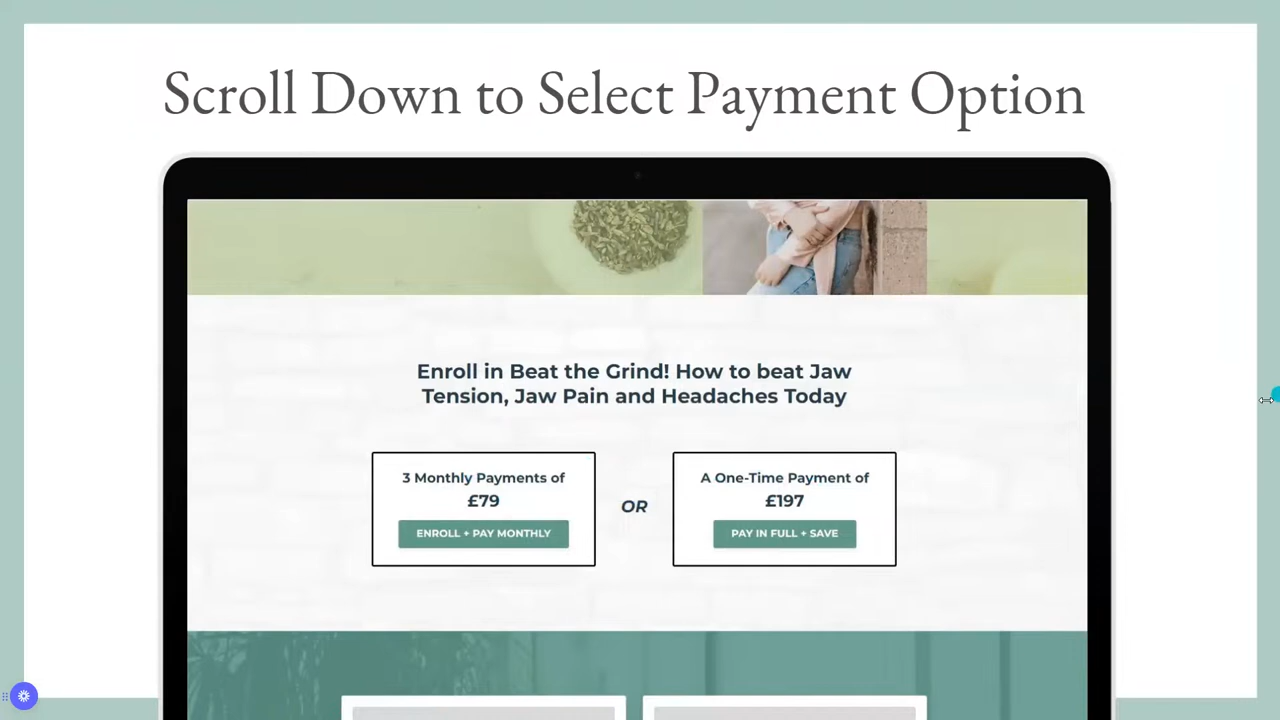 Scroll Down to Select Payment Option
Enroll in Beat the Grind! How to beat Jaw
Tension, Jaw Pain and Headaches Today
3 Monthly Payments of
£79
ENROLL + PAY MONTHLY
OR
A One-Time Payment of
£197
PAY IN FULL + SAVE